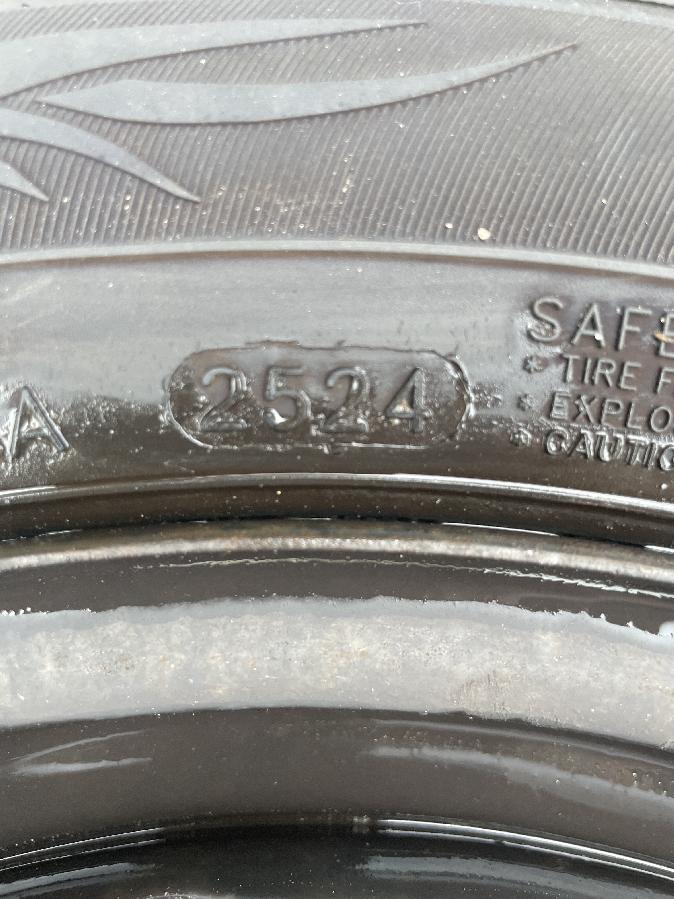 A
2524
SAFE
* TIRE F
* EXPLO
* CAUTIO